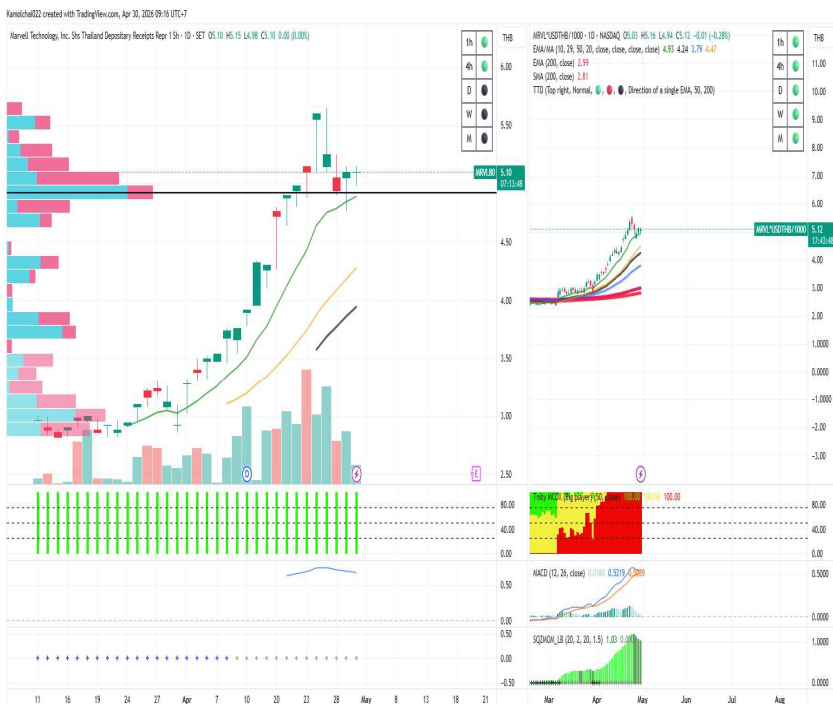 Kamolchai022 created with TradingView.com, Apr 30, 2026 09:16 UTC+7
Marvell Technology, Inc. Shs Thailand Depositary Receipts Repr 1 Sh · 1D · SET O5.10 H5.15 L4.98 C5.10 0.00 (0.00%)
THB
1h
4h
D
W
M
6.00
5.50
MRVL80 5.10
07:13:48
4.50
4.00
3.50
3.00
2.50
D
E
80.00
40.00
0.00
0.50
0.00
0.50
0.00
-0.50
11 16 19 24 27 Apr 7 10 20 23 28 May 8 13 18 21
MRVL*USDTHB/1000 · 1D · NASDAQ O5.03 H5.16 L4.94 C5.12 −0.01 (−0.28%)
EMA/MA (10, 29, 50, 20, close, close, close, close) 4.93 4.24 3.79 4.47
EMA (200, close) 2.99
SMA (200, close) 2.81
TTD (Top right, Normal, , , , Direction of a single EMA, 50, 200)
THB
1h
4h
D
W
M
11.00
10.00
9.00
8.00
7.00
6.00
MRVL*USDTHB/1000 5.12
17:43:48
4.00
3.00
2.00
1.0000
0.0000
-1.0000
-2.00
-3.00
100.00 100.00
80.00
40.00
0.00
MACD (12, 26, close) 0.5219
0.5000
0.0000
SQZMOM_LB (20, 2, 20, 1.5) 1.03
1.0000
0.0000
Mar Apr May Jun Jul Aug